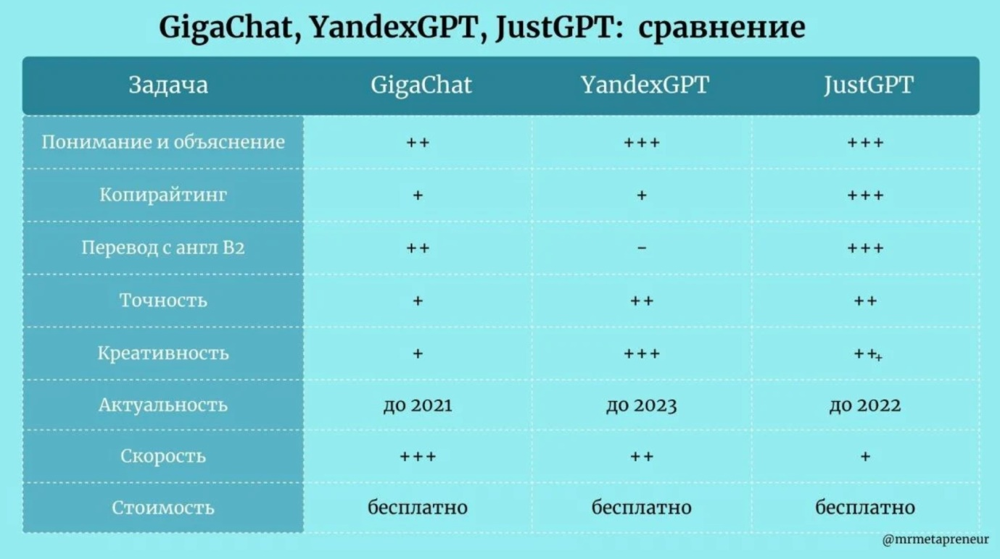 GigaChat, YandexGPT, JustGPT: сравнение
Задача GigaChat YandexGPT JustGPT
Понимание и объяснение ++ +++ +++
Копирайтинг + + +++
Перевод с англ B2 ++ - +++
Точность + ++ ++
Креативность + +++ +++
Актуальность до 2021 до 2023 до 2022
Скорость +++ ++ +
Стоимость бесплатно бесплатно бесплатно
@mrmetapreneur